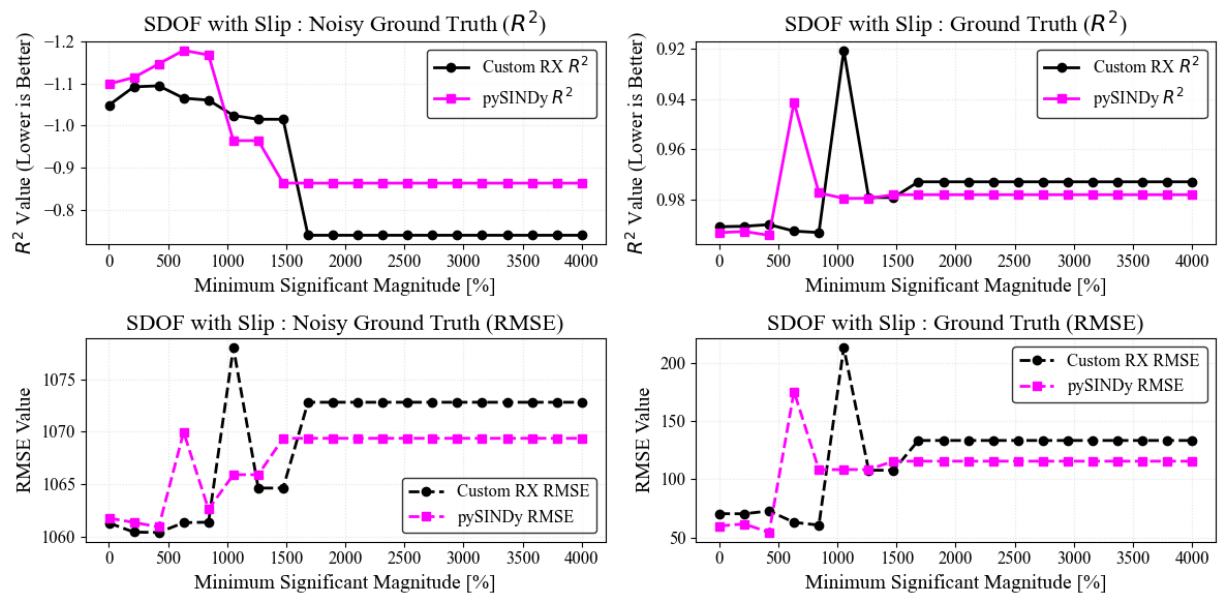 SDOF with Slip : Noisy Ground Truth (R²)
R² Value (Lower is Better)
−1.2
−1.1
−1.0
−0.9
−0.8
Custom RX R²
pySINDy R²
0 500 1000 1500 2000 2500 3000 3500 4000
Minimum Significant Magnitude [%]
SDOF with Slip : Ground Truth (R²)
R² Value (Lower is Better)
0.92
0.94
0.96
0.98
Custom RX R²
pySINDy R²
0 500 1000 1500 2000 2500 3000 3500 4000
Minimum Significant Magnitude [%]
SDOF with Slip : Noisy Ground Truth (RMSE)
RMSE Value
1075
1070
1065
1060
Custom RX RMSE
pySINDy RMSE
0 500 1000 1500 2000 2500 3000 3500 4000
Minimum Significant Magnitude [%]
SDOF with Slip : Ground Truth (RMSE)
RMSE Value
200
150
100
50
Custom RX RMSE
pySINDy RMSE
0 500 1000 1500 2000 2500 3000 3500 4000
Minimum Significant Magnitude [%]